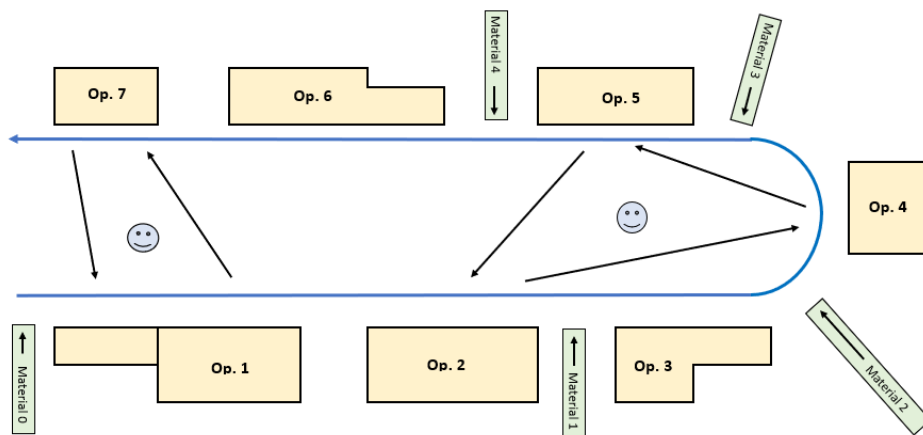 Material 4
Material 3
Op. 7
Op. 6
Op. 5
Op. 4
Op. 1
Op. 2
Op. 3
Material 0
Material 1
Material 2